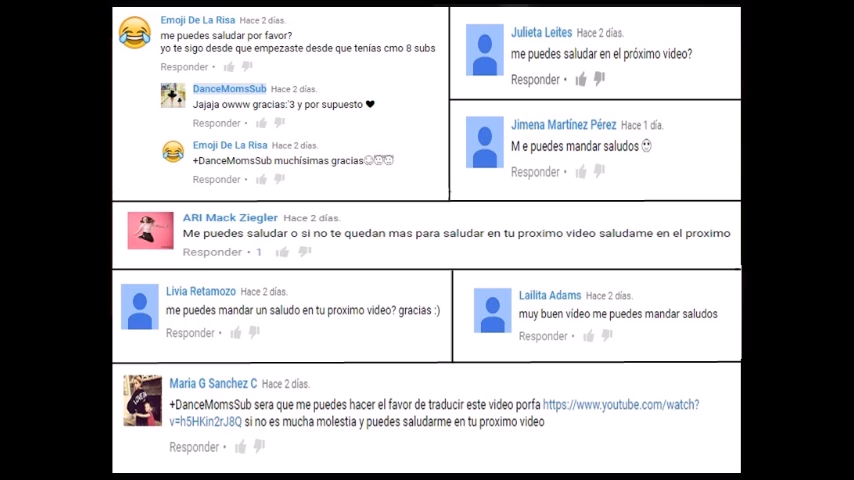 Emoji De La Risa Hace 2 días.
me puedes saludar por favor?
yo te sigo desde que empezaste desde que tenías cmo 8 subs
Responder •
DanceMomsSub Hace 2 días.
Jajaja owww gracias:'3 y por supuesto 🖤
Responder •
Emoji De La Risa Hace 2 días.
+DanceMomsSub muchísimas gracias
Responder •
Julieta Leites Hace 2 días.
me puedes saludar en el próximo video?
Responder •
Jimena Martínez Pérez Hace 1 día.
M e puedes mandar saludos
Responder •
ARI Mack Ziegler Hace 2 días.
Me puedes saludar o si no te quedan mas para saludar en tu proximo video saludame en el proximo
Responder • 1
Livia Retamozo Hace 2 días.
me puedes mandar un saludo en tu proximo video? gracias :)
Responder •
Lailita Adams Hace 2 días.
muy buen vídeo me puedes mandar saludos
Responder •
Maria G Sanchez C Hace 2 días.
+DanceMomsSub sera que me puedes hacer el favor de traducir este video porfa https://www.youtube.com/watch?
v=h5HKin2rJ8Q si no es mucha molestia y puedes saludarme en tu proximo video
Responder •